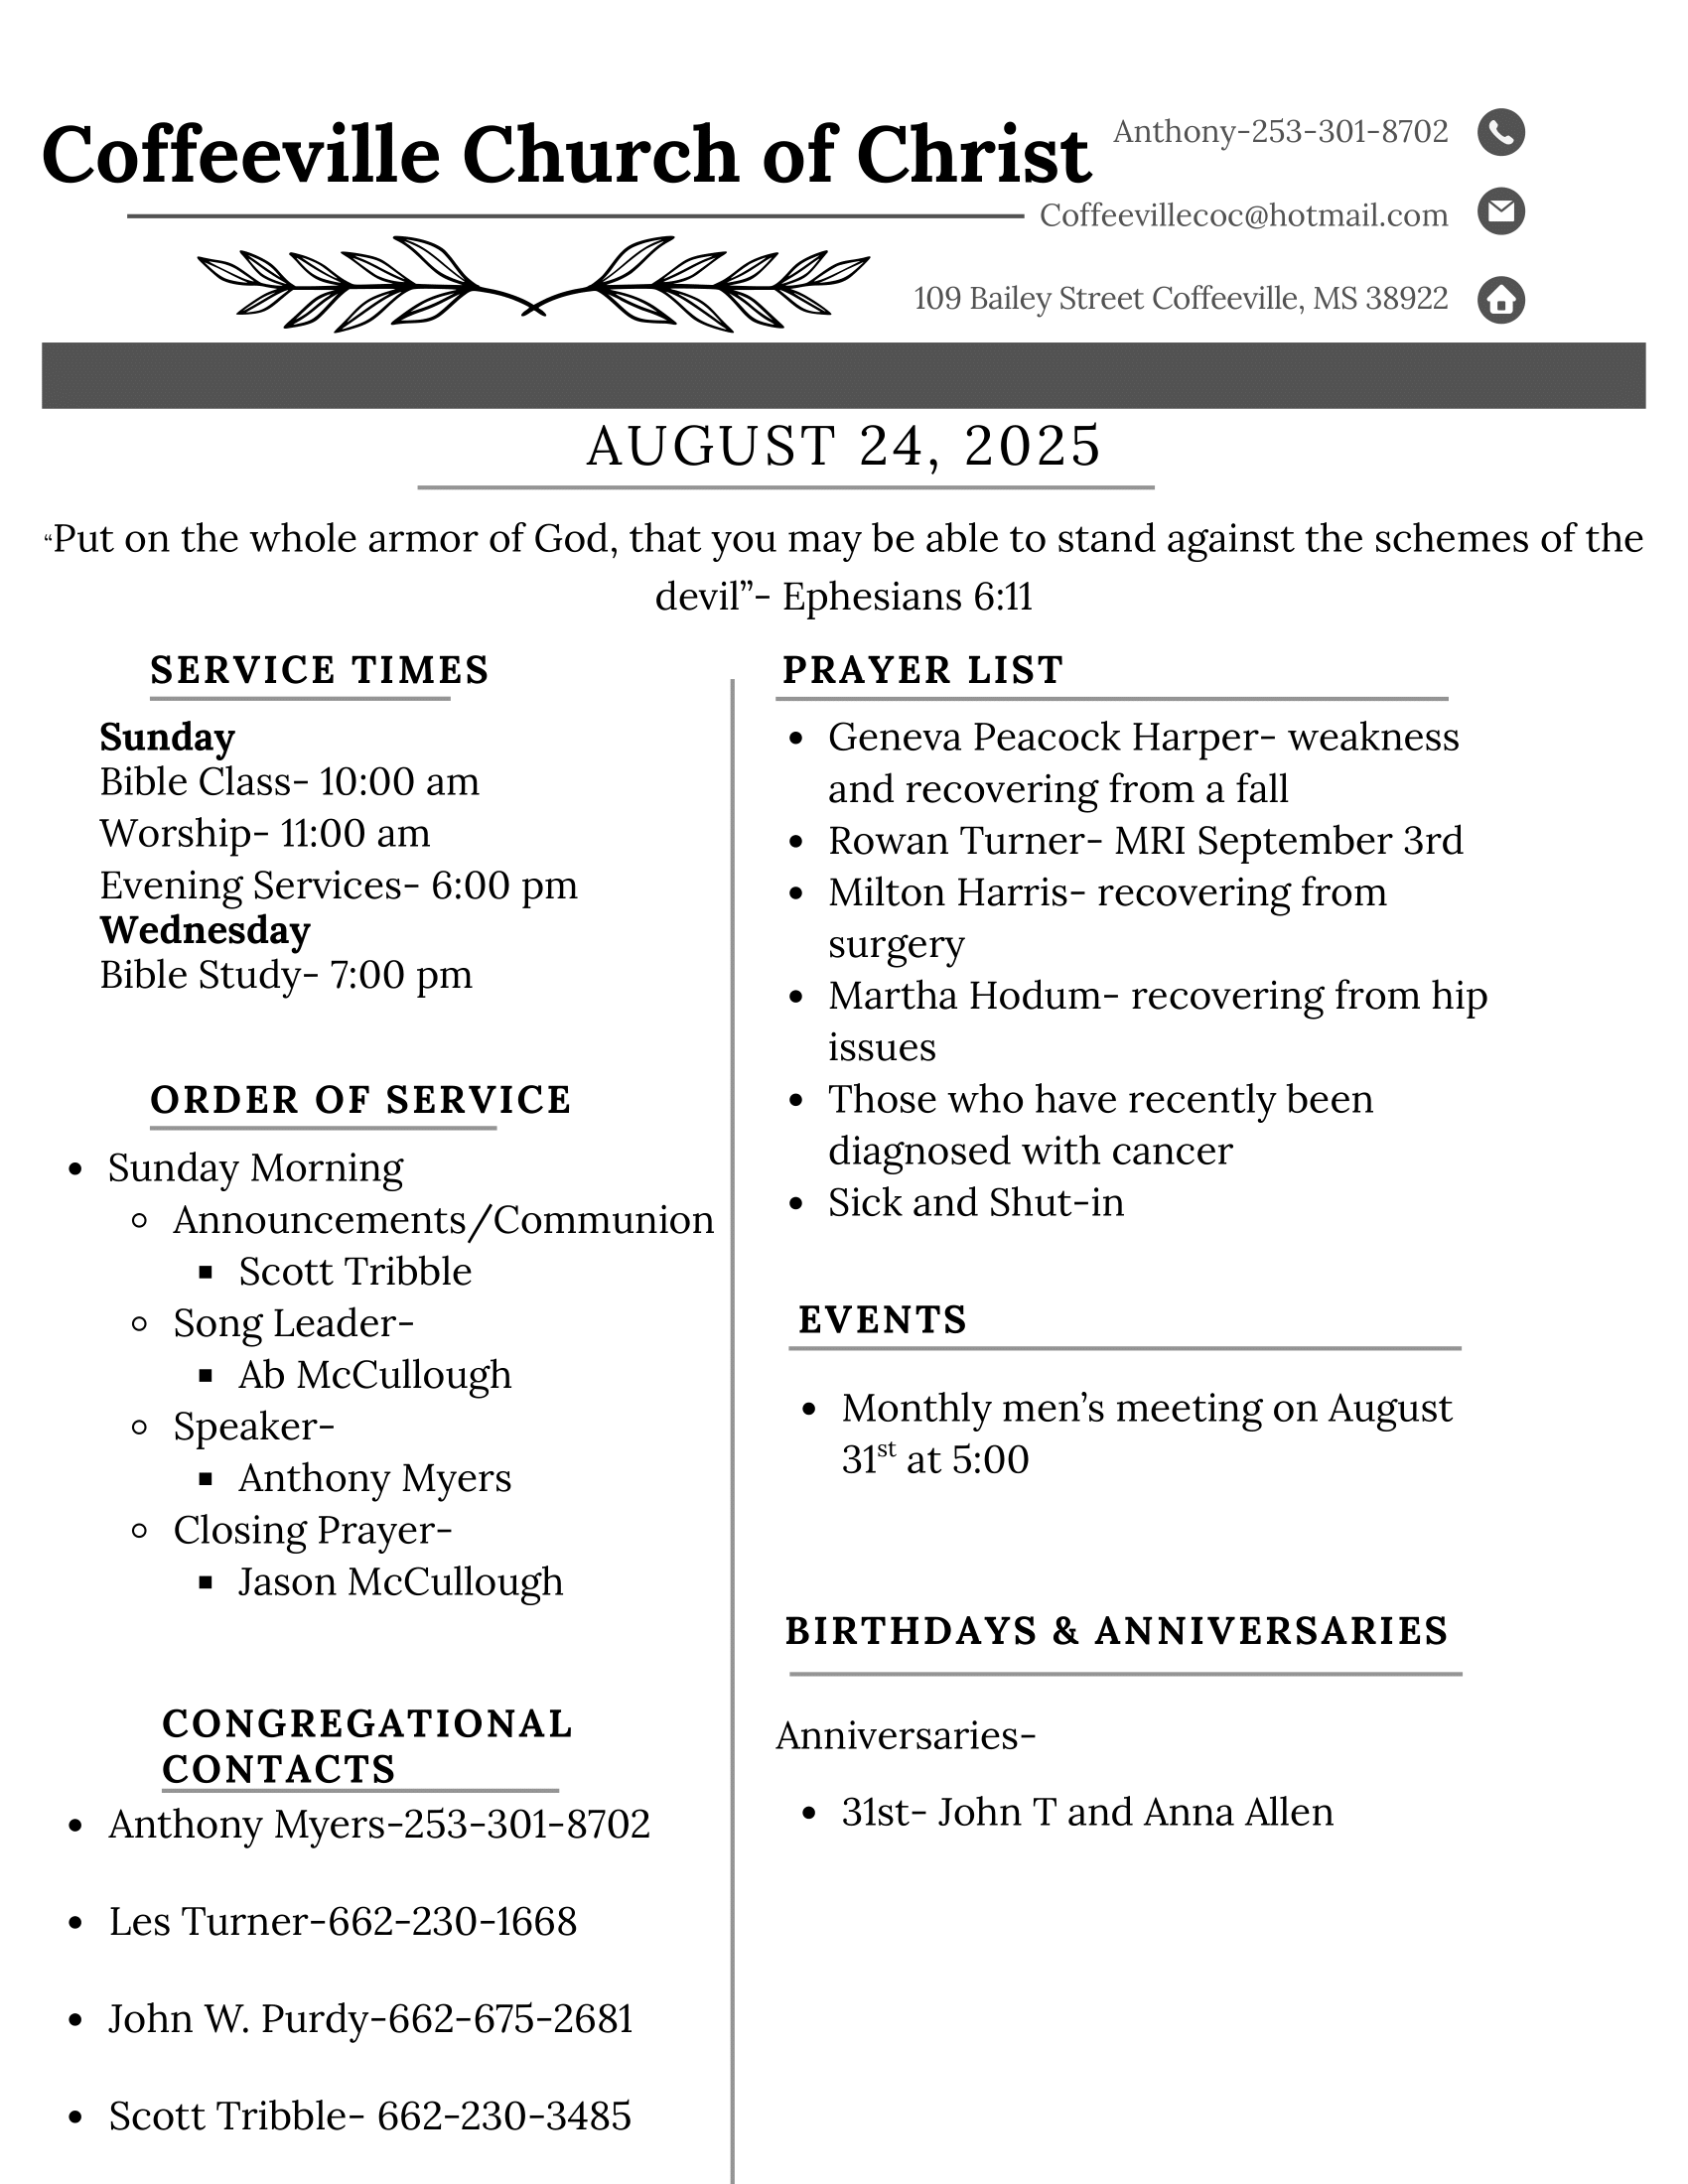 Coffeeville Church of Christ
Anthony-253-301-8702
Coffeevillecoc@hotmail.com
109 Bailey Street Coffeeville, MS 38922
AUGUST 24, 2025
“Put on the whole armor of God, that you may be able to stand against the schemes of the
devil”- Ephesians 6:11
SERVICE TIMES
Sunday
Bible Class- 10:00 am
Worship- 11:00 am
Evening Services- 6:00 pm
Wednesday
Bible Study- 7:00 pm
ORDER OF SERVICE
• Sunday Morning
○ Announcements/Communion
▪ Scott Tribble
○ Song Leader-
▪ Ab McCullough
○ Speaker-
▪ Anthony Myers
○ Closing Prayer-
▪ Jason McCullough
CONGREGATIONAL
CONTACTS
• Anthony Myers-253-301-8702
• Les Turner-662-230-1668
• John W. Purdy-662-675-2681
• Scott Tribble- 662-230-3485
PRAYER LIST
• Geneva Peacock Harper- weakness
and recovering from a fall
• Rowan Turner- MRI September 3rd
• Milton Harris- recovering from
surgery
• Martha Hodum- recovering from hip
issues
• Those who have recently been
diagnosed with cancer
• Sick and Shut-in
EVENTS
• Monthly men’s meeting on August
31st at 5:00
BIRTHDAYS & ANNIVERSARIES
Anniversaries-
• 31st- John T and Anna Allen